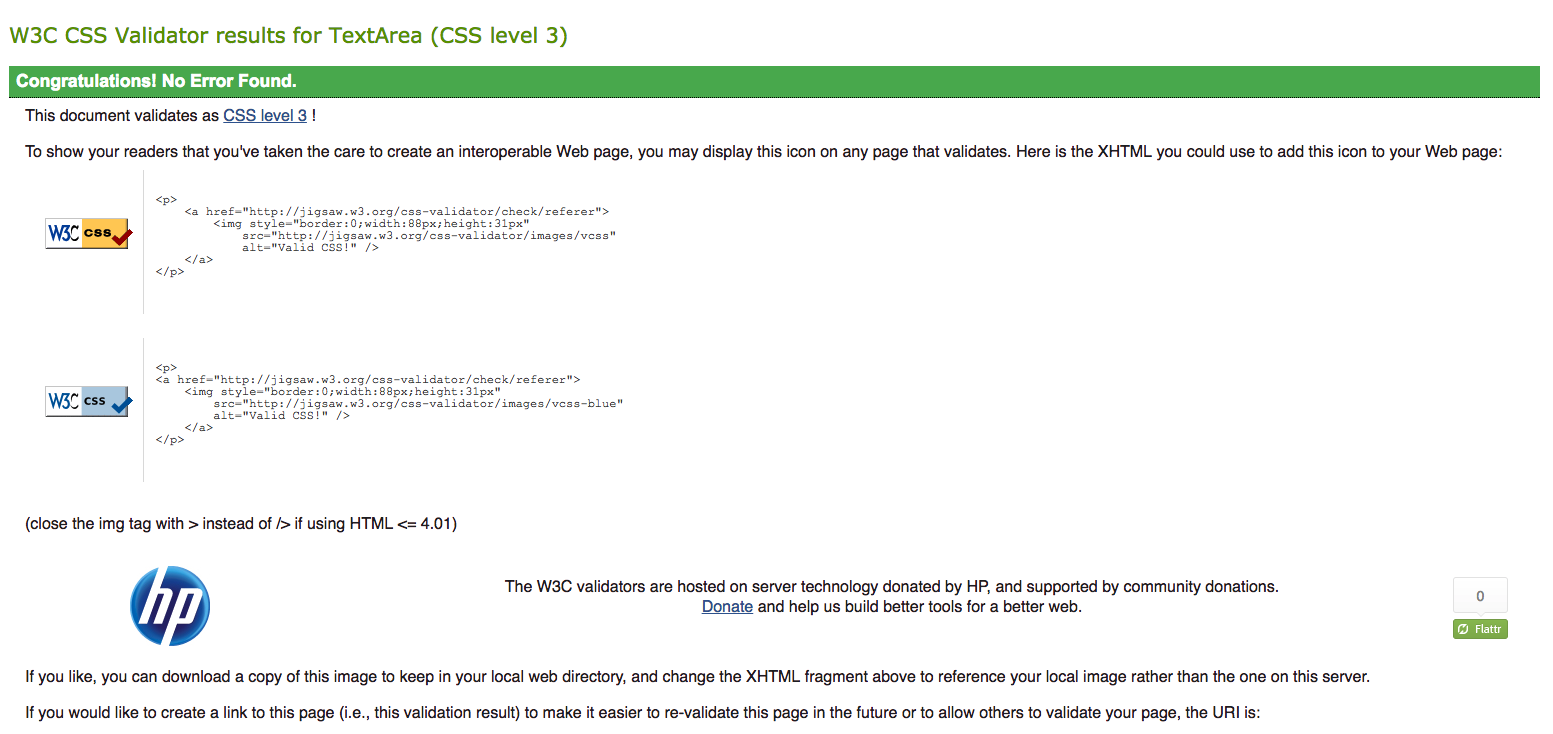 W3C CSS Validator results for TextArea (CSS level 3)
Congratulations! No Error Found.
This document validates as CSS level 3 !
To show your readers that you've taken the care to create an interoperable Web page, you may display this icon on any page that validates. Here is the XHTML you could use to add this icon to your Web page:
W3C css
<p>
<a href="http://jigsaw.w3.org/css-validator/check/referer">
<img style="border:0;width:88px;height:31px"
src="http://jigsaw.w3.org/css-validator/images/vcss"
alt="Valid CSS!" />
</a>
</p>
W3C css
<p>
<a href="http://jigsaw.w3.org/css-validator/check/referer">
<img style="border:0;width:88px;height:31px"
src="http://jigsaw.w3.org/css-validator/images/vcss-blue"
alt="Valid CSS!" />
</a>
</p>
(close the img tag with > instead of /> if using HTML <= 4.01)
hp
The W3C validators are hosted on server technology donated by HP, and supported by community donations.
Donate and help us build better tools for a better web.
0
Flattr
If you like, you can download a copy of this image to keep in your local web directory, and change the XHTML fragment above to reference your local image rather than the one on this server.
If you would like to create a link to this page (i.e., this validation result) to make it easier to re-validate this page in the future or to allow others to validate your page, the URI is: